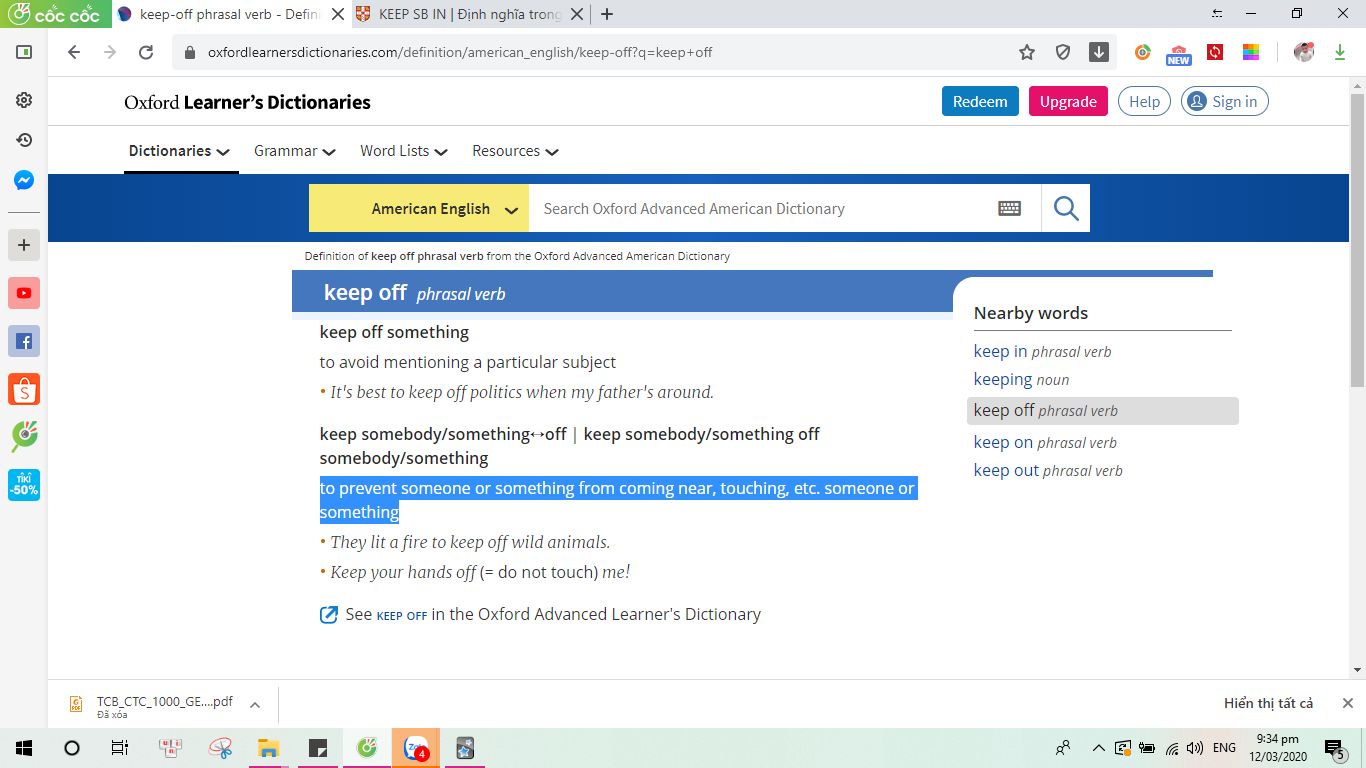 cốc cốc
keep-off phrasal verb - Defini
KEEP SB IN | Định nghĩa trong
oxfordlearnersdictionaries.com/definition/american_english/keep-off?q=keep+off
NEW
Oxford Learner's Dictionaries
Redeem
Upgrade
Help
Sign in
Dictionaries
Grammar
Word Lists
Resources
American English
Search Oxford Advanced American Dictionary
Definition of keep off phrasal verb from the Oxford Advanced American Dictionary
keep off phrasal verb
keep off something
to avoid mentioning a particular subject
• It's best to keep off politics when my father's around.
keep somebody/something↔off | keep somebody/something off
somebody/something
to prevent someone or something from coming near, touching, etc. someone or
something
• They lit a fire to keep off wild animals.
• Keep your hands off (= do not touch) me!
See KEEP OFF in the Oxford Advanced Learner's Dictionary
Nearby words
keep in phrasal verb
keeping noun
keep off phrasal verb
keep on phrasal verb
keep out phrasal verb
TIKI
-50%
TCB_CTC_1000_GE....pdf
Đã xóa
Hiển thị tất cả
4
ENG
9:34 pm
12/03/2020
5